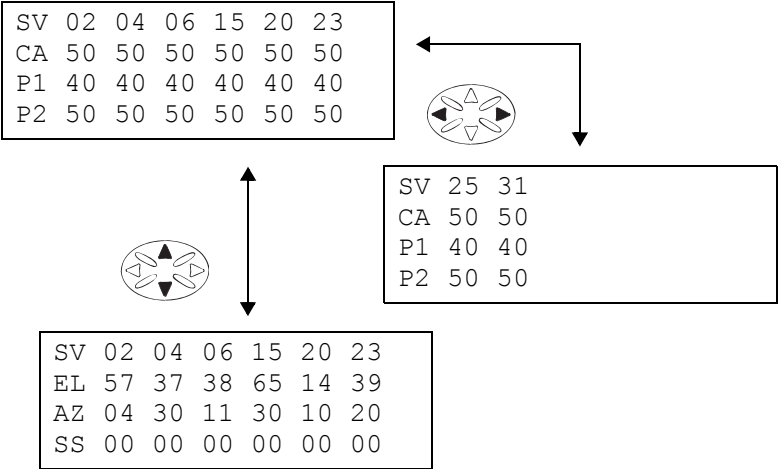 SV 02 04 06 15 20 23
CA 50 50 50 50 50 50
P1 40 40 40 40 40 40
P2 50 50 50 50 50 50
SV 25 31
CA 50 50
P1 40 40
P2 50 50
SV 02 04 06 15 20 23
EL 57 37 38 65 14 39
AZ 04 30 11 30 10 20
SS 00 00 00 00 00 00